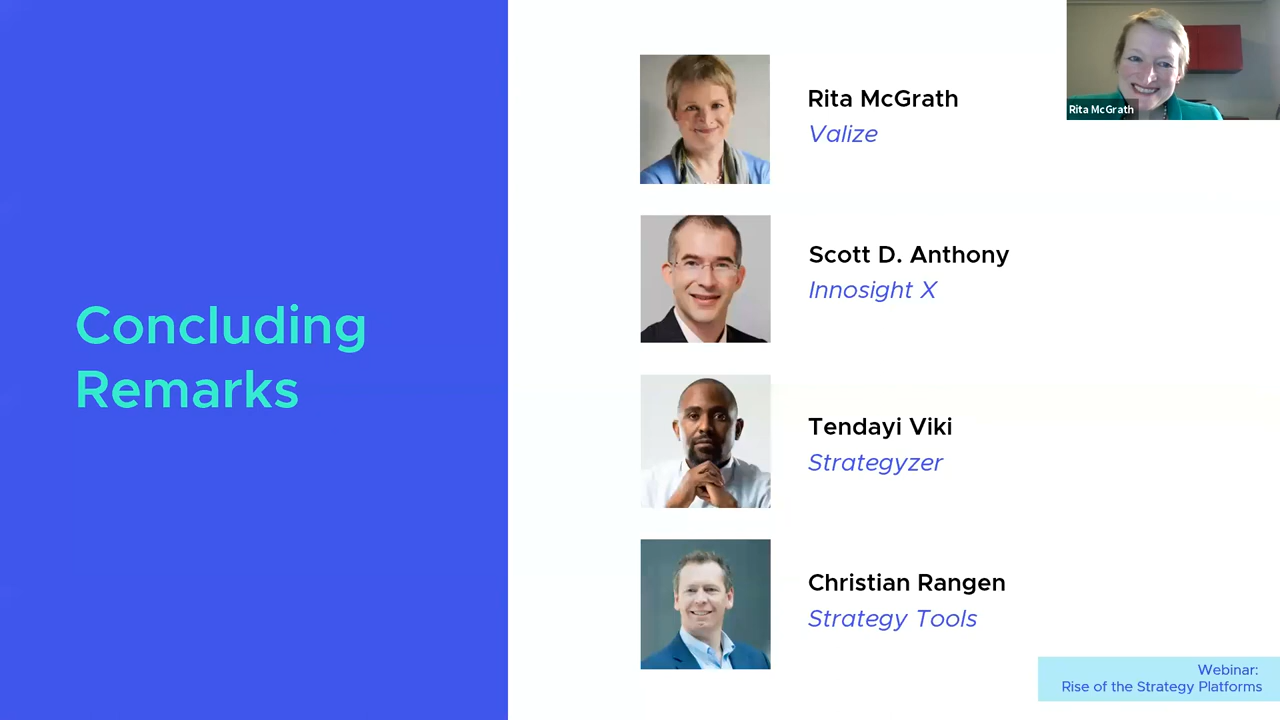 Concluding
Remarks
Rita McGrath
Valize
Scott D. Anthony
Innosight X
Tendayi Viki
Strategyzer
Christian Rangen
Strategy Tools
Rita McGrath
Webinar:
Rise of the Strategy Platforms